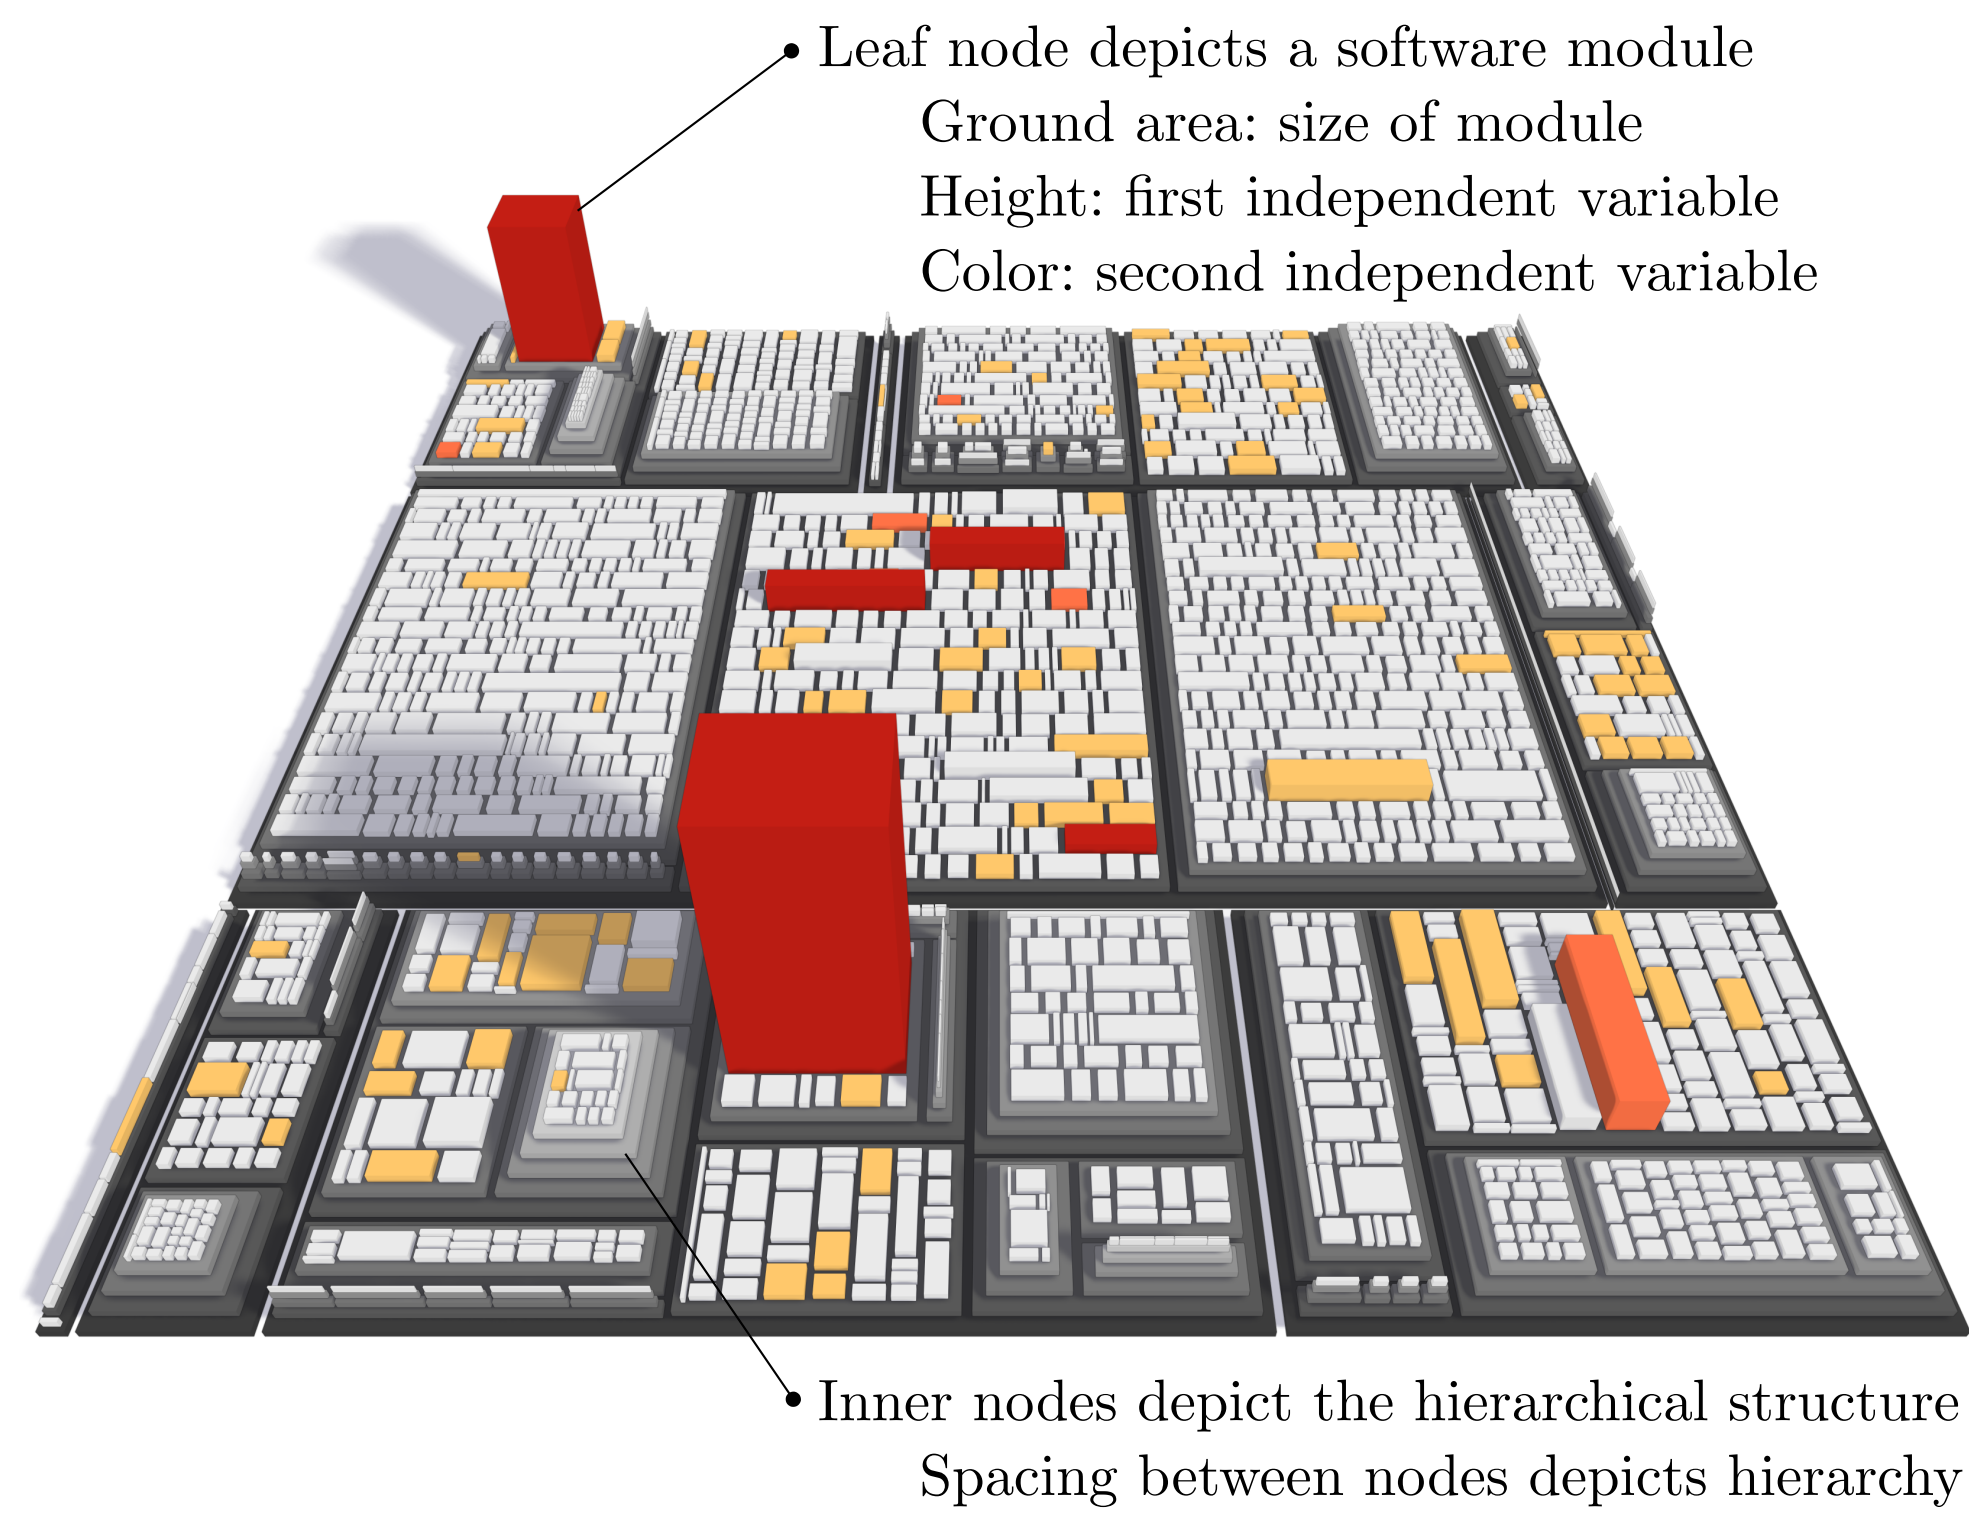 Leaf node depicts a software module
Ground area: size of module
Height: first independent variable
Color: second independent variable
Inner nodes depict the hierarchical structure
Spacing between nodes depicts hierarchy